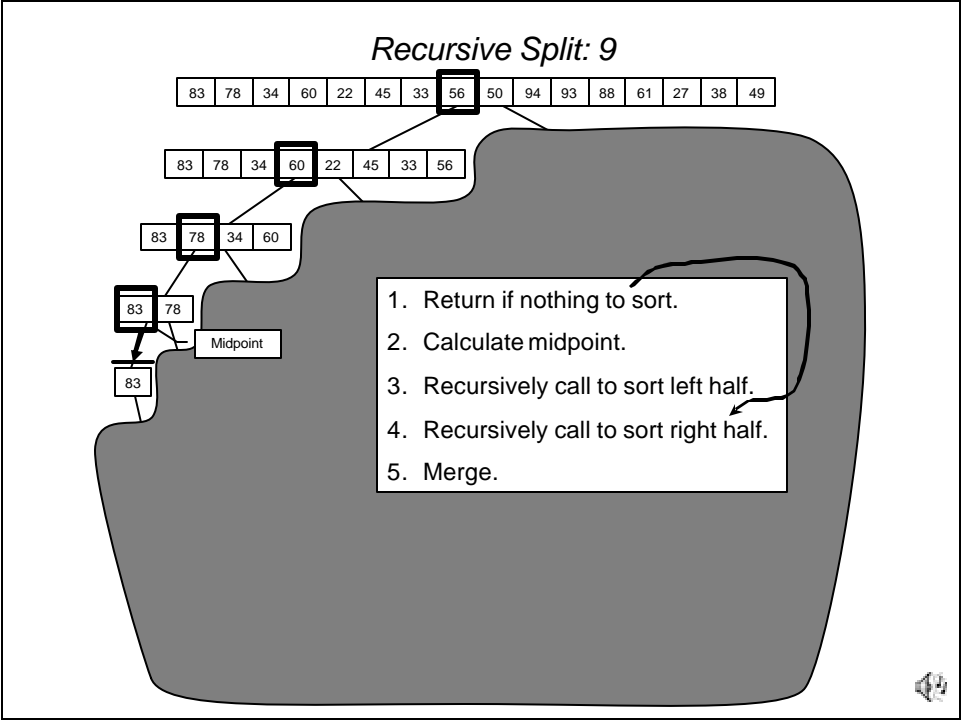 Recursive Split: 9
83 78 34 60 22 45 33 56 50 94 93 88 61 27 38 49
83 78 34 60 22 45 33 56
83 78 34 60
83 78
Midpoint
83
1. Return if nothing to sort.
2. Calculate midpoint.
3. Recursively call to sort left half.
4. Recursively call to sort right half.
5. Merge.